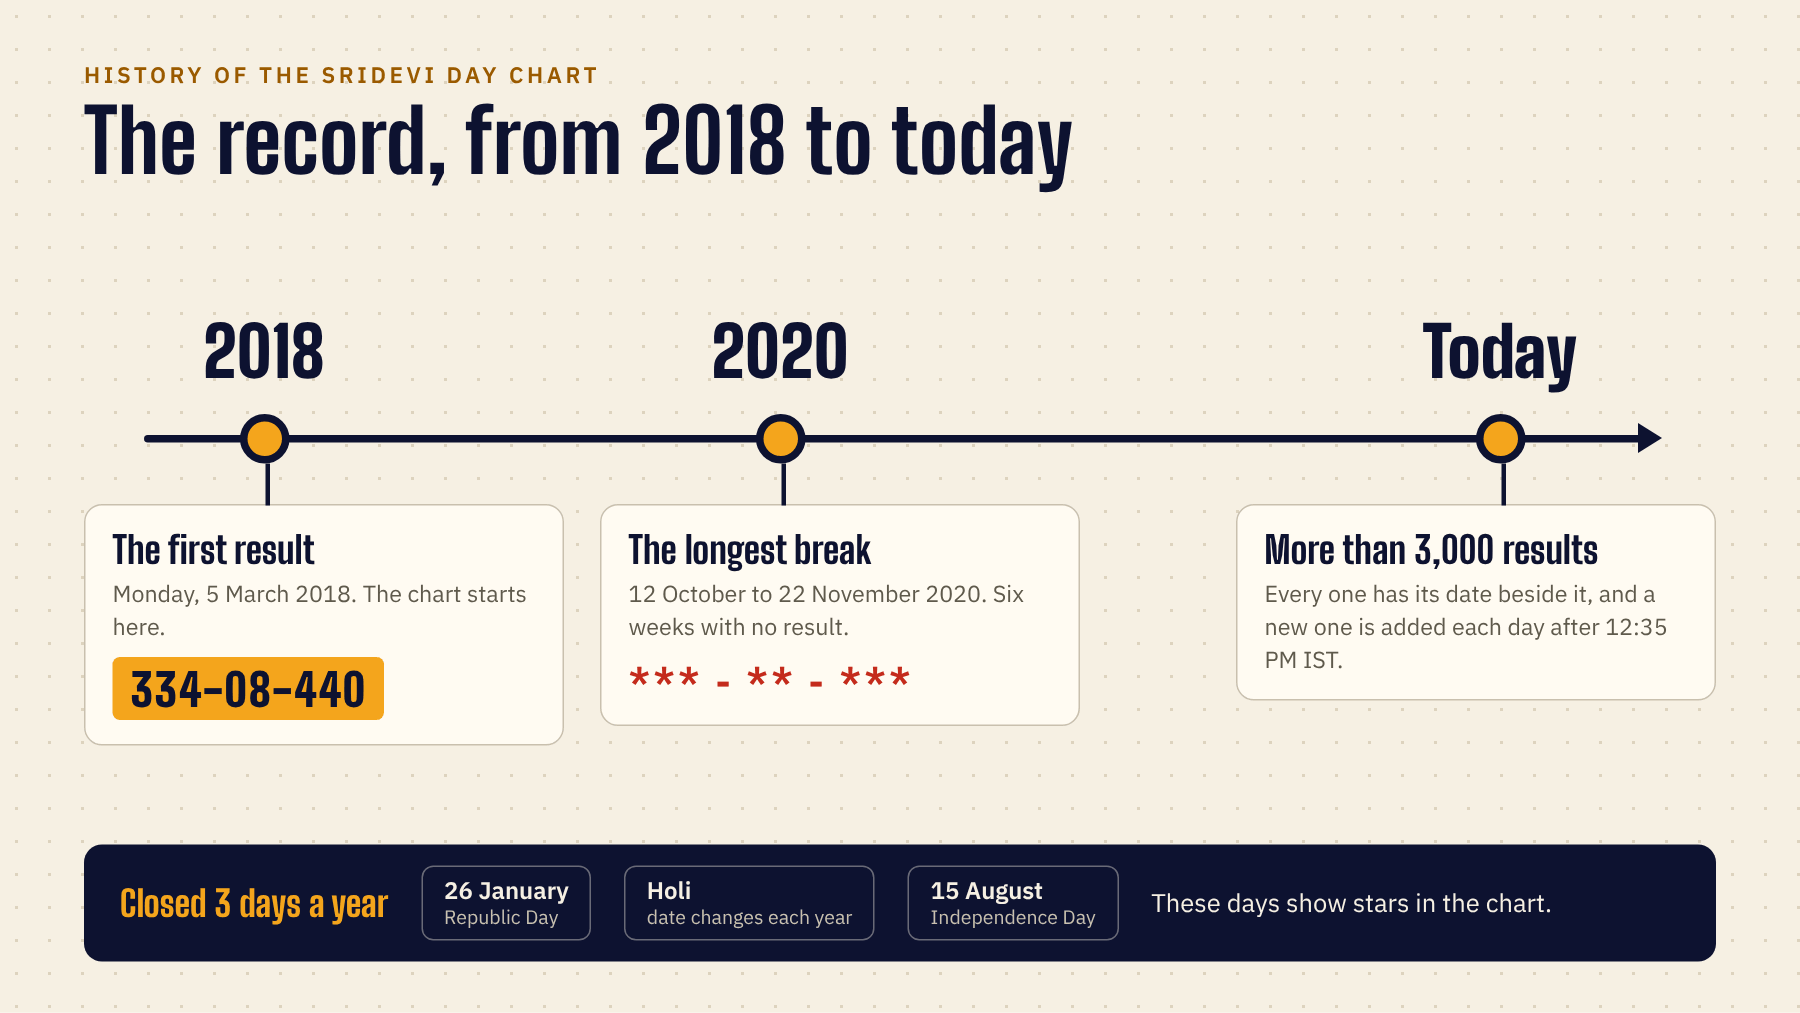 HISTORY OF THE SRIDEVI DAY CHART
The record, from 2018 to today
2018
2020
Today
The first result
Monday, 5 March 2018. The chart starts
here.
334-08-440
The longest break
12 October to 22 November 2020. Six
weeks with no result.
*** - ** - ***
More than 3,000 results
Every one has its date beside it, and a
new one is added each day after 12:35
PM IST.
Closed 3 days a year
26 January
Republic Day
Holi
date changes each year
15 August
Independence Day
These days show stars in the chart.